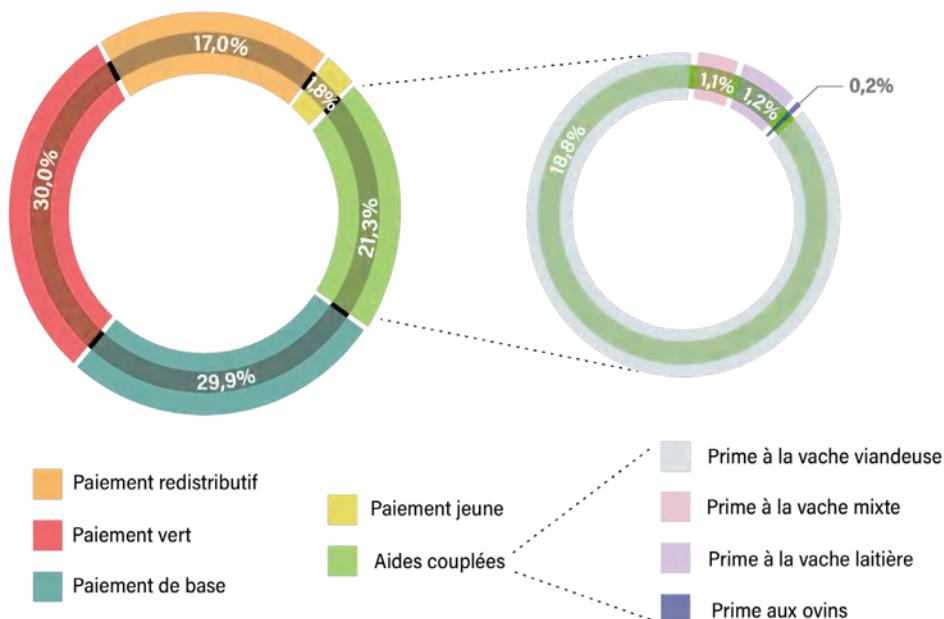 17,0%
1,8%
30,0%
21,3%
29,9%
1,1%
1,2%
0,2%
18,8%
Paiement redistributif
Paiement vert
Paiement de base
Paiement jeune
Aides couplées
Prime à la vache viandeuse
Prime à la vache mixte
Prime à la vache laitière
Prime aux ovins